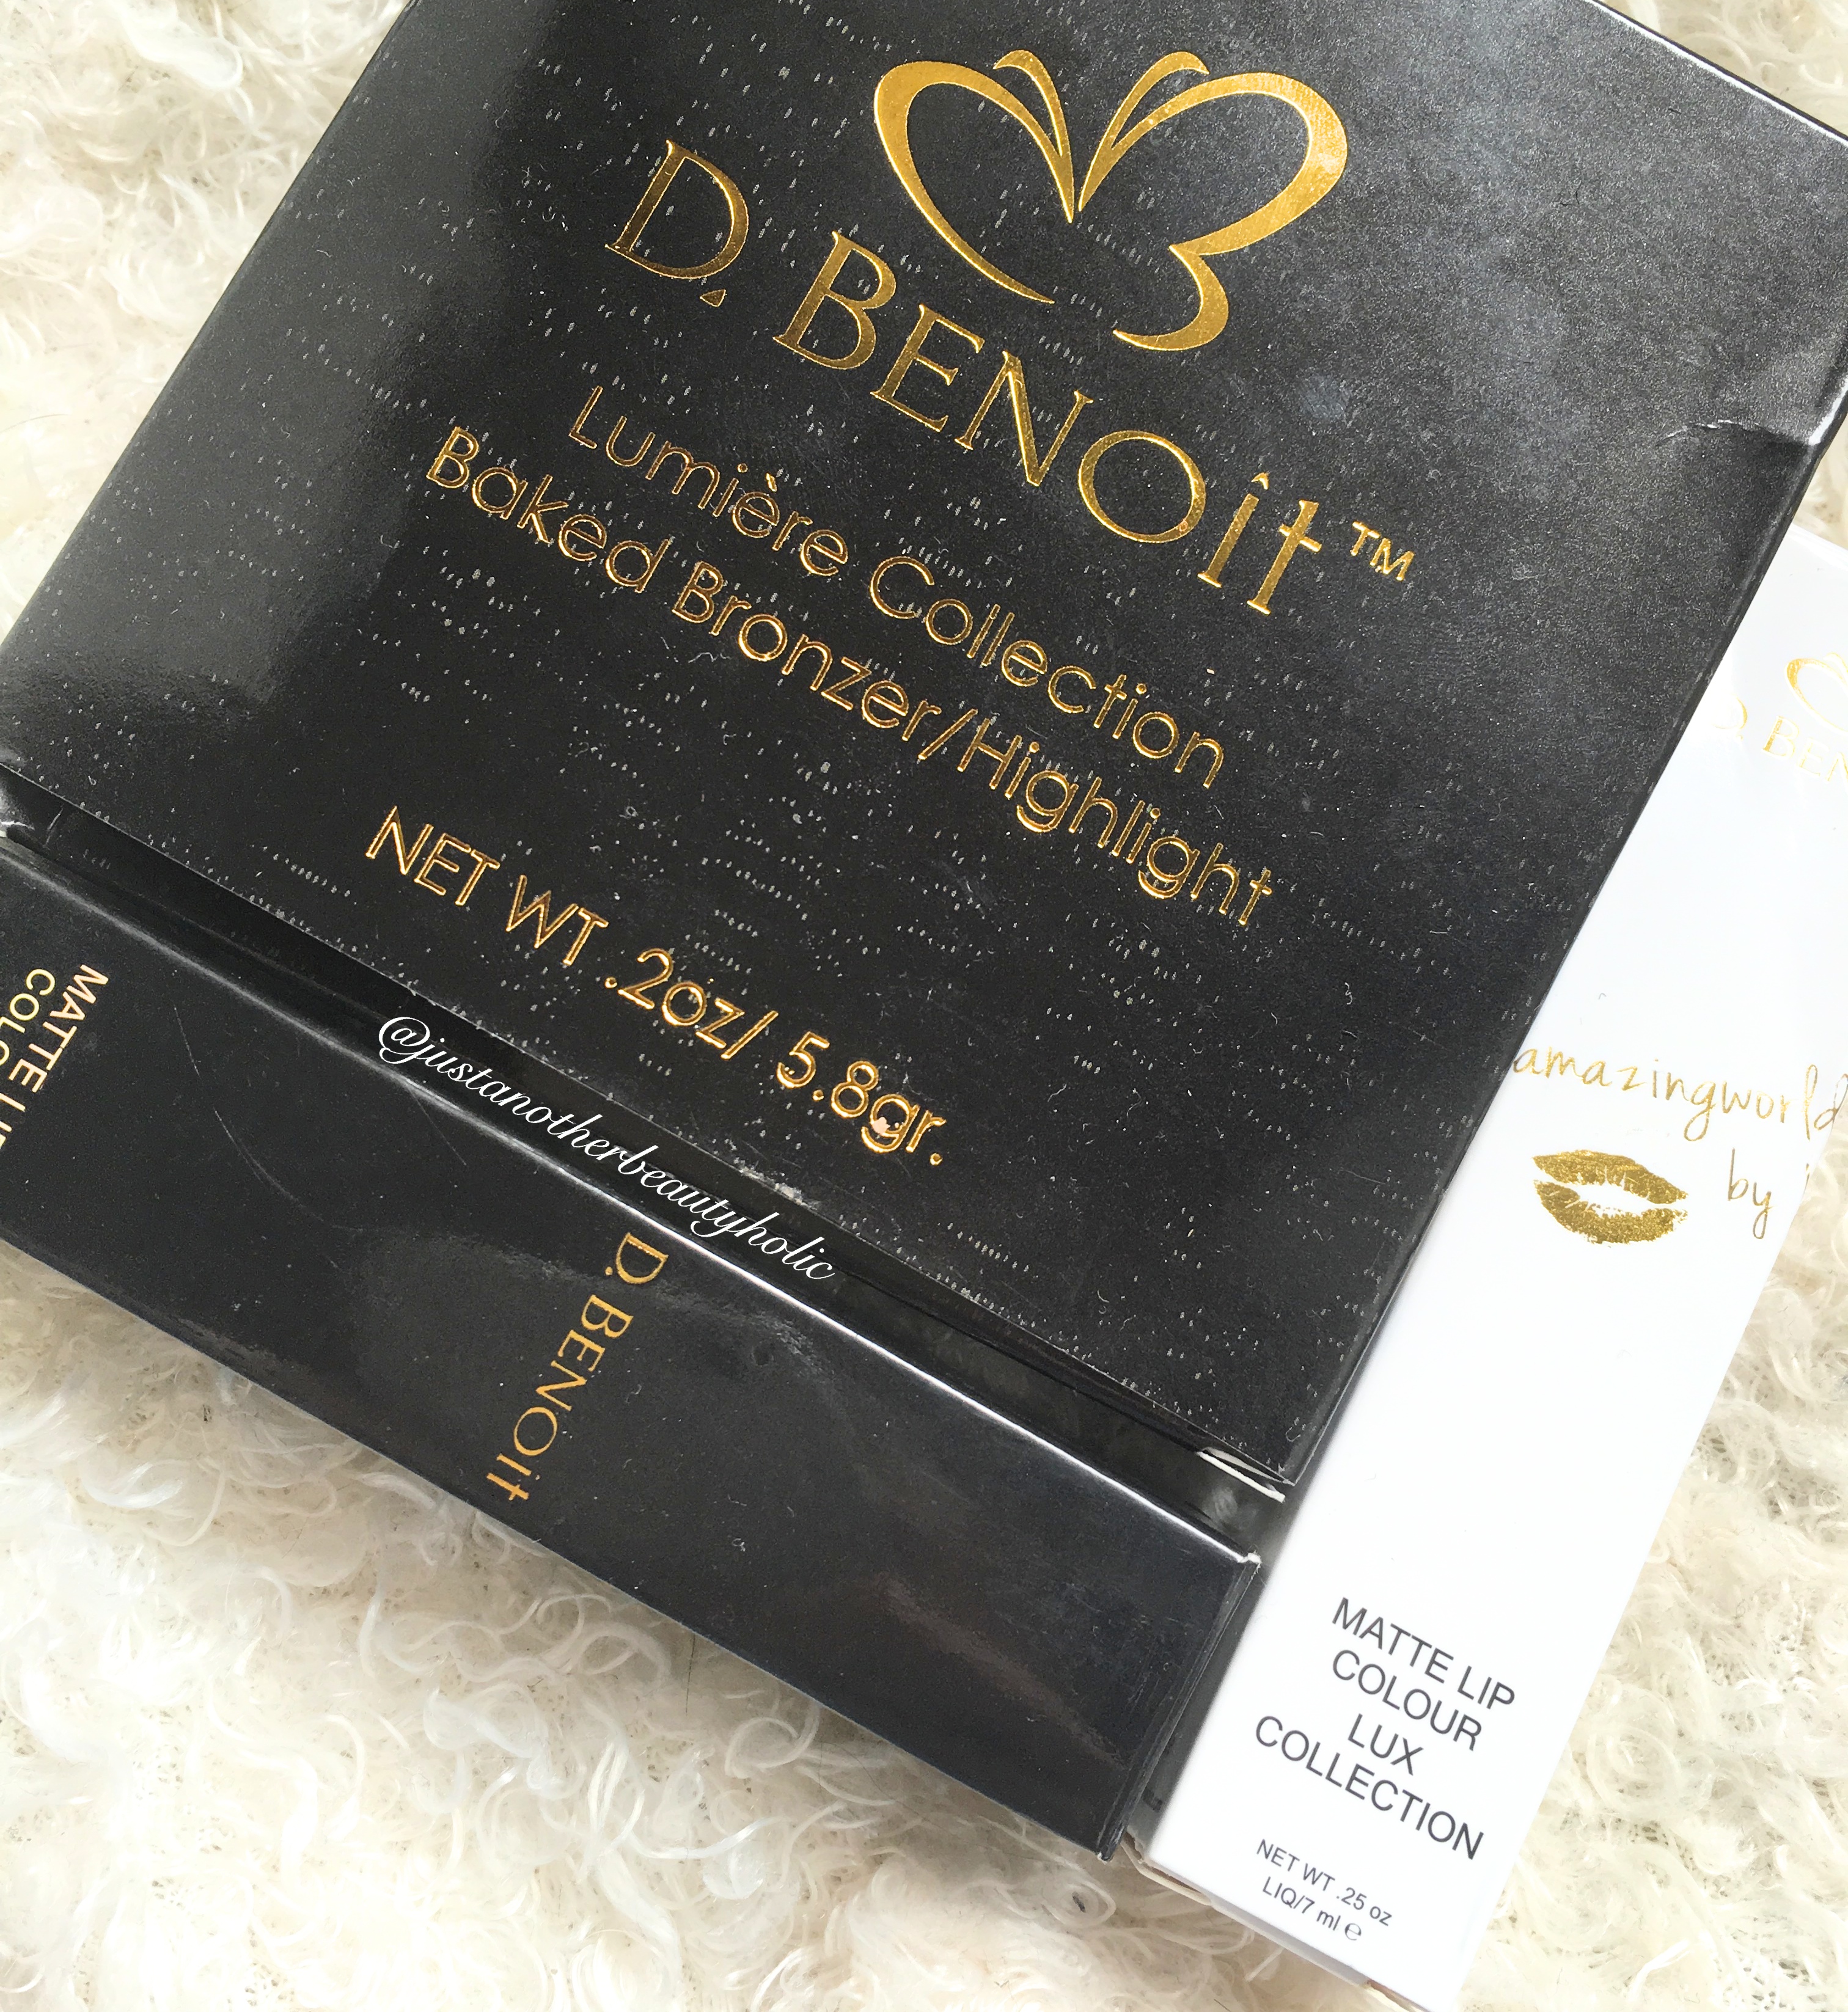 D. BENOît™
Lumière Collection
Baked Bronzer/Highlight
NET WT .2oz/ 5.8gr.
@justanotherbeautyholic
MATTE
D. BENOît
D. BEN
amazingworld
by
MATTE LIP
COLOUR
LUX
COLLECTION
NET WT .25 oz
LIQ/7 ml ℮